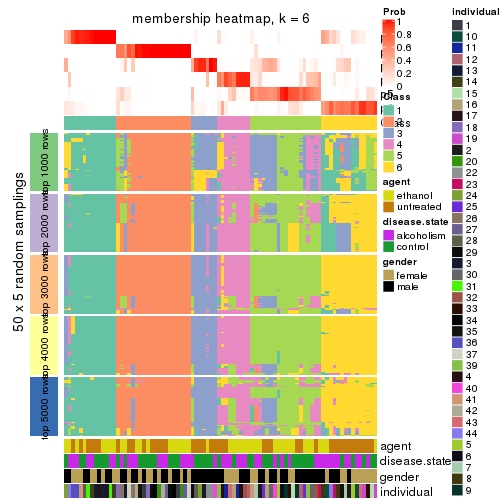 membership heatmap, k = 6
Prob
1
0.8
0.6
0.4
0.2
0
Class
1
2
3
4
5
6
agent
ethanol
untreated
disease.state
alcoholism
control
gender
female
male
individual
1
10
11
12
13
14
15
16
17
18
19
2
20
22
23
24
25
26
27
28
29
3
30
31
32
33
34
35
36
37
39
4
40
41
42
43
44
5
6
7
8
9
50 x 5 random samplings
top 1000 rows
top 2000 rows
top 3000 rows
top 4000 rows
top 5000 rows
agent
disease.state
gender
individual